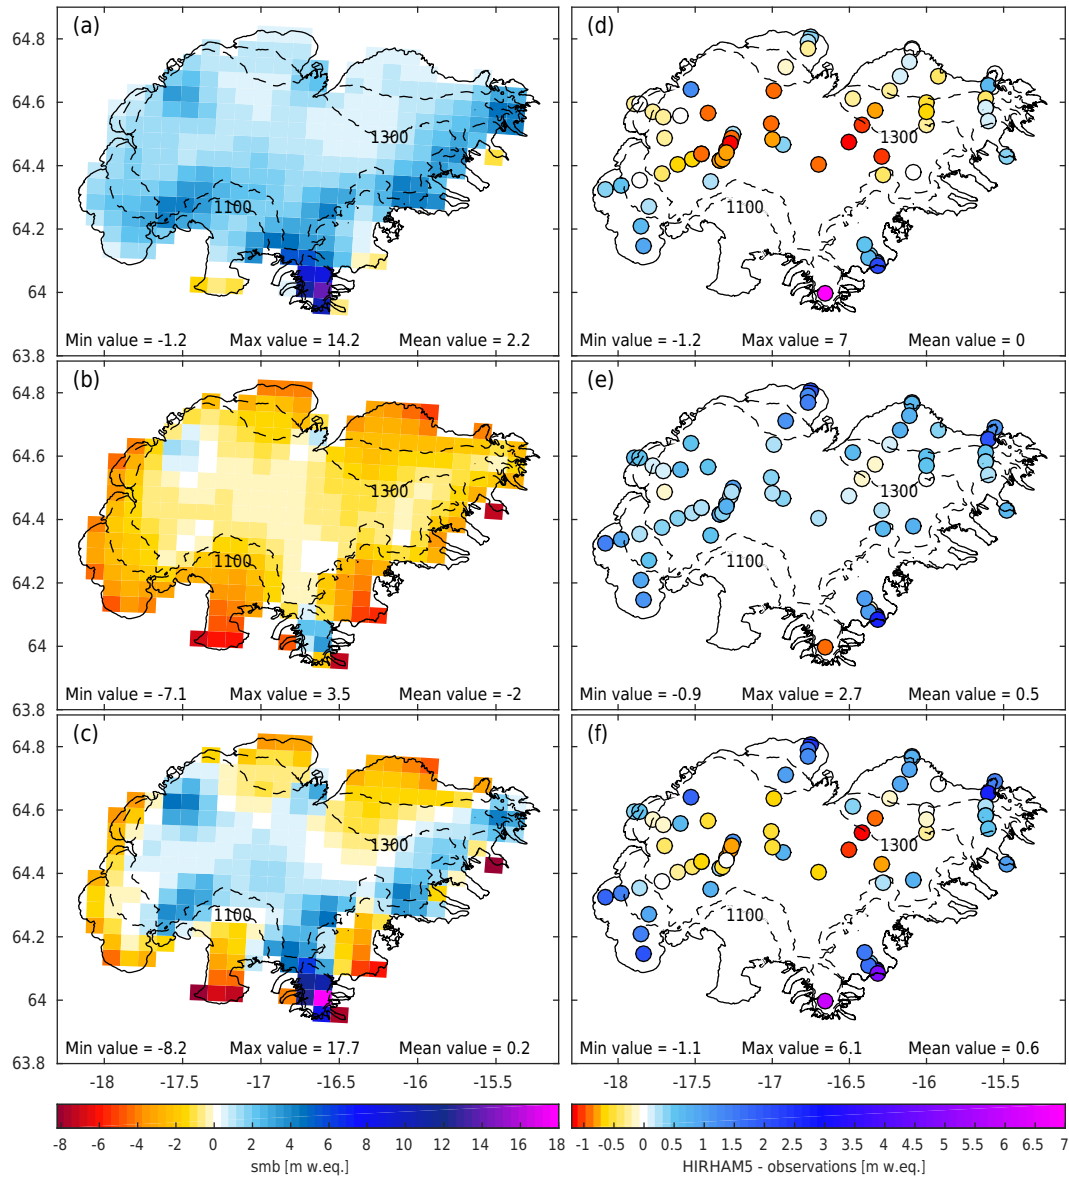 (a)
(d)
64.8
64.6
64.4
64.2
64
63.8
1300
1100
1300
1100
Min value = -1.2 Max value = 14.2 Mean value = 2.2
Min value = -1.2 Max value = 7 Mean value = 0
(b)
(e)
64.8
64.6
64.4
64.2
64
63.8
1300
1100
1300
1100
Min value = -7.1 Max value = 3.5 Mean value = -2
Min value = -0.9 Max value = 2.7 Mean value = 0.5
(c)
(f)
64.8
64.6
64.4
64.2
64
63.8
1300
1100
1300
1100
Min value = -8.2 Max value = 17.7 Mean value = 0.2
Min value = -1.1 Max value = 6.1 Mean value = 0.6
-18 -17.5 -17 -16.5 -16 -15.5
-18 -17.5 -17 -16.5 -16 -15.5
-8 -6 -4 -2 0 2 4 6 8 10 12 14 16 18
smb [m w.eq.]
-1 -0.5 0 0.5 1 1.5 2 2.5 3 3.5 4 4.5 5 5.5 6 6.5 7
HIRHAM5 - observations [m w.eq.]